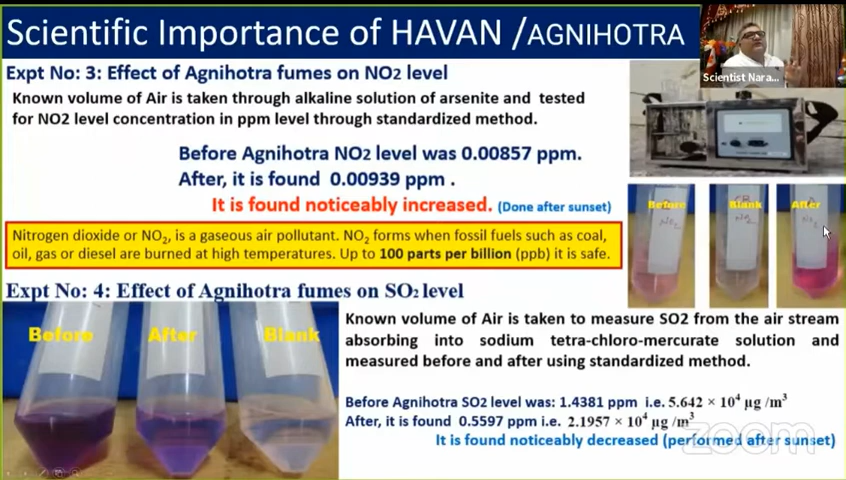 Scientific Importance of HAVAN /AGNIHOTRA
Scientist Nara...
Expt No: 3: Effect of Agnihotra fumes on NO2 level
Known volume of Air is taken through alkaline solution of arsenite and tested
for NO2 level concentration in ppm level through standardized method.
Before Agnihotra NO2 level was 0.00857 ppm.
After, it is found 0.00939 ppm .
It is found noticeably increased. (Done after sunset)
Before
NO2
Blank
NO2
After
NO2
Nitrogen dioxide or NO2, is a gaseous air pollutant. NO2 forms when fossil fuels such as coal,
oil, gas or diesel are burned at high temperatures. Up to 100 parts per billion (ppb) it is safe.
Expt No: 4: Effect of Agnihotra fumes on SO2 level
Before After Blank
Known volume of Air is taken to measure SO2 from the air stream
absorbing into sodium tetra-chloro-mercurate solution and
measured before and after using standardized method.
Before Agnihotra SO2 level was: 1.4381 ppm i.e. 5.642 × 10⁴ µg /m³
After, it is found 0.5597 ppm i.e. 2.1957 × 10⁴ µg /m³
It is found noticeably decreased (performed after sunset)
zoom